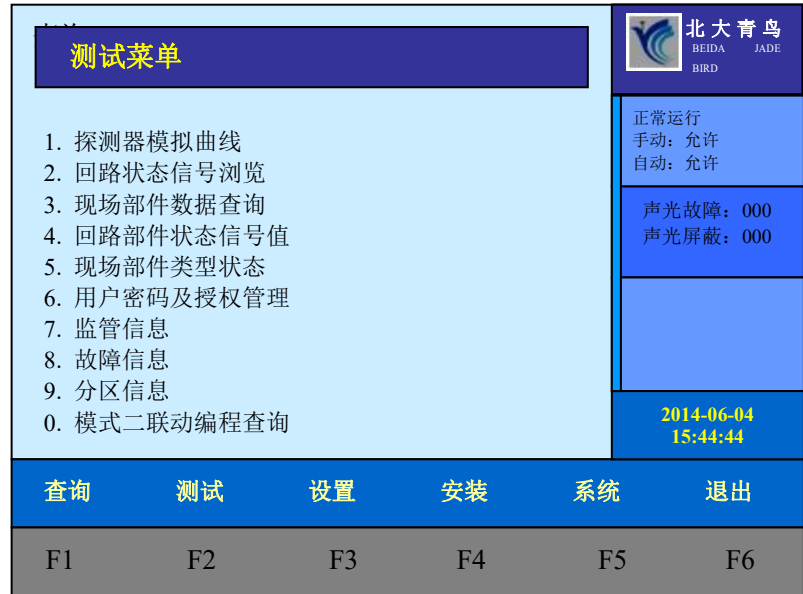 测试菜单
1. 探测器模拟曲线
2. 回路状态信号浏览
3. 现场部件数据查询
4. 回路部件状态信号值
5. 现场部件类型状态
6. 用户密码及授权管理
7. 监管信息
8. 故障信息
9. 分区信息
0. 模式二联动编程查询
北大青鸟
BEIDA JADE
BIRD
正常运行
手动：允许
自动：允许
声光故障：000
声光屏蔽：000
2014-06-04
15:44:44
查询 测试 设置 安装 系统 退出
F1 F2 F3 F4 F5 F6